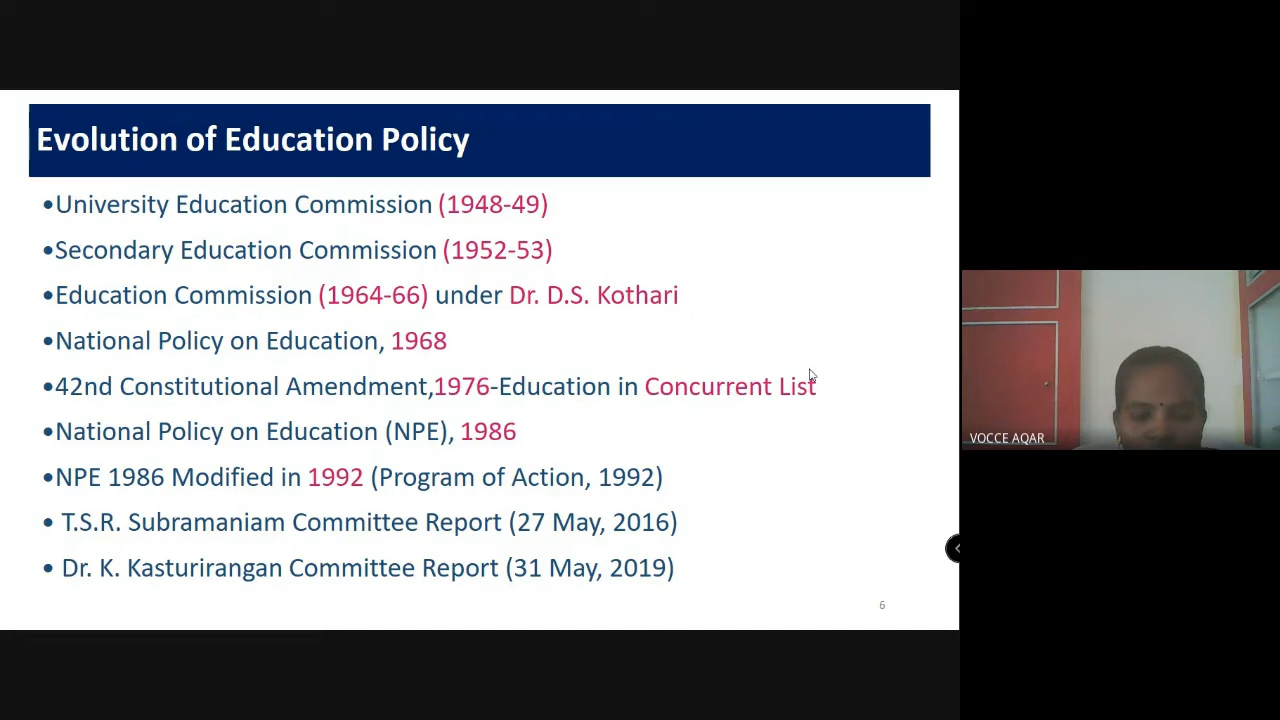 Evolution of Education Policy
•University Education Commission (1948-49)
•Secondary Education Commission (1952-53)
•Education Commission (1964-66) under Dr. D.S. Kothari
•National Policy on Education, 1968
•42nd Constitutional Amendment,1976-Education in Concurrent List
•National Policy on Education (NPE), 1986
•NPE 1986 Modified in 1992 (Program of Action, 1992)
• T.S.R. Subramaniam Committee Report (27 May, 2016)
• Dr. K. Kasturirangan Committee Report (31 May, 2019)
6
VOCCE AQAR